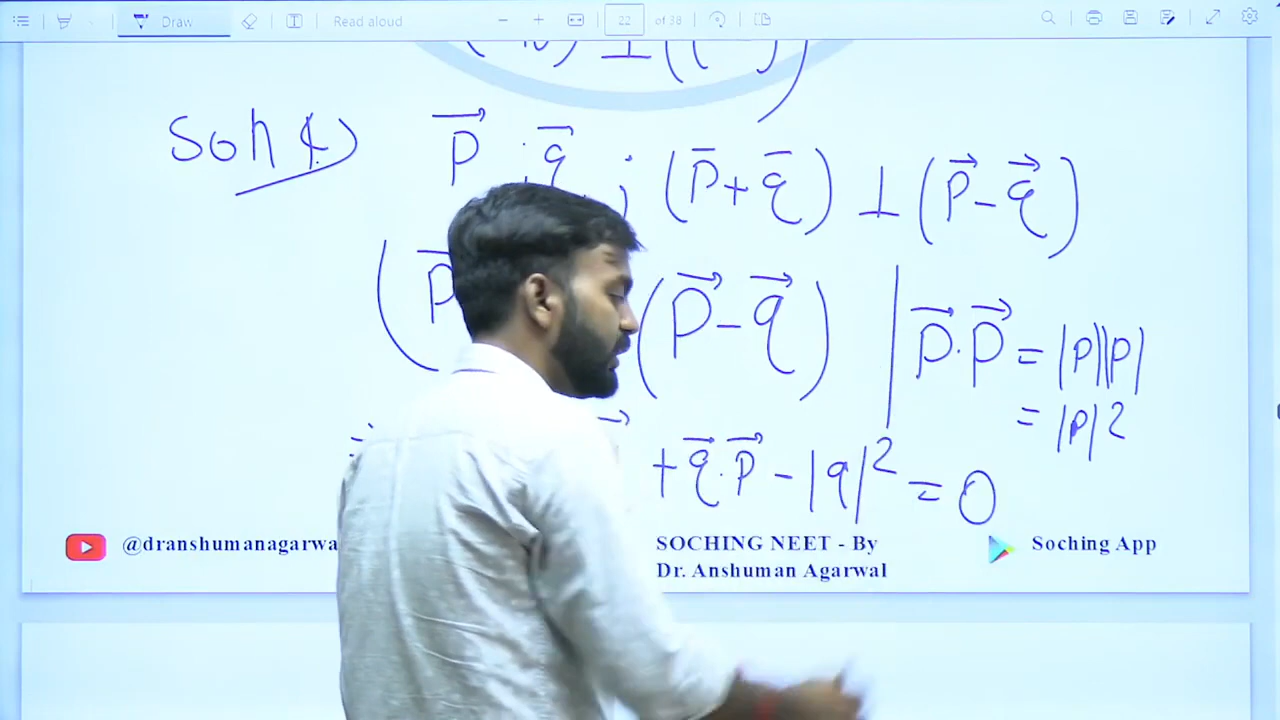 Draw Read aloud 22 of 38
Soln 4) p⃗ ; q̅ ; (p̅ + q̅) ⊥ (p⃗ - q⃗)
(p⃗ (p⃗ - q⃗) | p⃗·p⃗ = |p||p|
= |p|²
+ q⃗·p⃗ - |q|² = 0
@dranshumanagarwa
SOCHING NEET - By
Dr. Anshuman Agarwal
Soching App